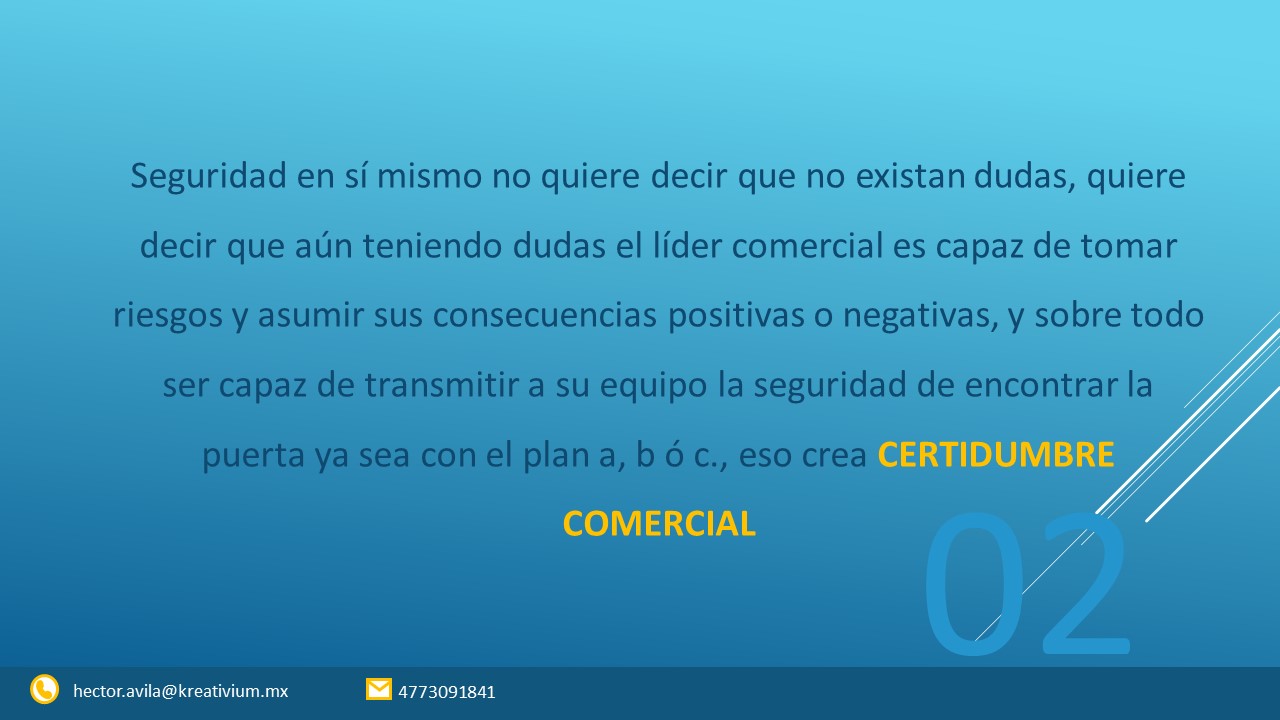 Seguridad en sí mismo no quiere decir que no existan dudas, quiere
decir que aún teniendo dudas el líder comercial es capaz de tomar
riesgos y asumir sus consecuencias positivas o negativas, y sobre todo
ser capaz de transmitir a su equipo la seguridad de encontrar la
puerta ya sea con el plan a, b ó c., eso crea CERTIDUMBRE
COMERCIAL
02
hector.avila@kreativium.mx 4773091841